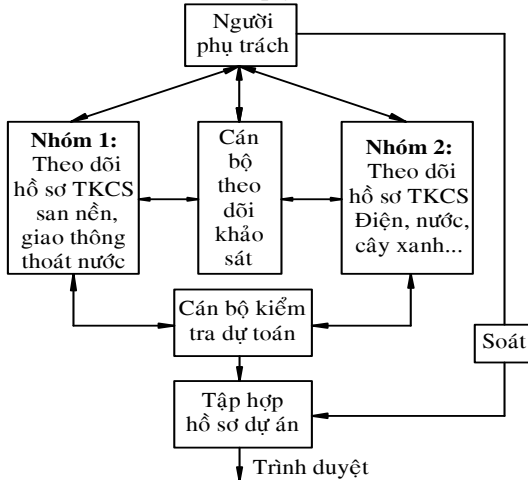 Người
phụ trách
Nhóm 1:
Theo dõi
hồ sơ TKCS
san nền,
giao thông
thoát nước
Cán
bộ
theo
dõi
khảo
sát
Nhóm 2:
Theo dõi
hồ sơ TKCS
Điện, nước,
cây xanh...
Cán bộ kiểm
tra dự toán
Soát
Tập hợp
hồ sơ dự án
Trình duyệt